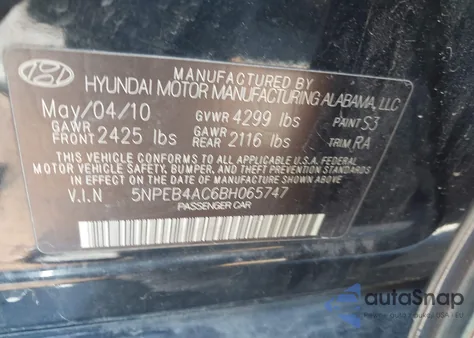 MANUFACTURED BY
HYUNDAI MOTOR MANUFACTURING ALABAMA, LLC
May/04/10 GVWR 4299 lbs PAINT S3
GAWR FRONT 2425 lbs GAWR REAR 2116 lbs TRIM RA
THIS VEHICLE CONFORMS TO ALL APPLICABLE U.S. FEDERAL
MOTOR VEHICLE SAFETY, BUMPER, AND THEFT PREVENTION
STANDARDS IN EFFECT ON THE DATE OF MANUFACTURE SHOWN ABOVE.
V.I.N 5NPEB4AC6BH065747
PASSENGER CAR
autoSnap